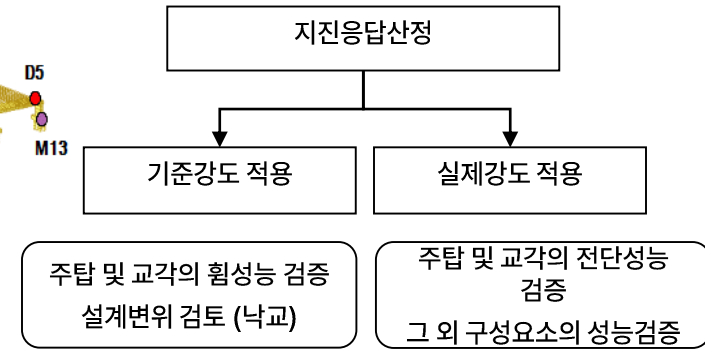 지진응답산정
D5
M13
기준강도 적용
실제강도 적용
주탑 및 교각의 휨성능 검증
설계변위 검토 (낙교)
주탑 및 교각의 전단성능
검증
그 외 구성요소의 성능검증